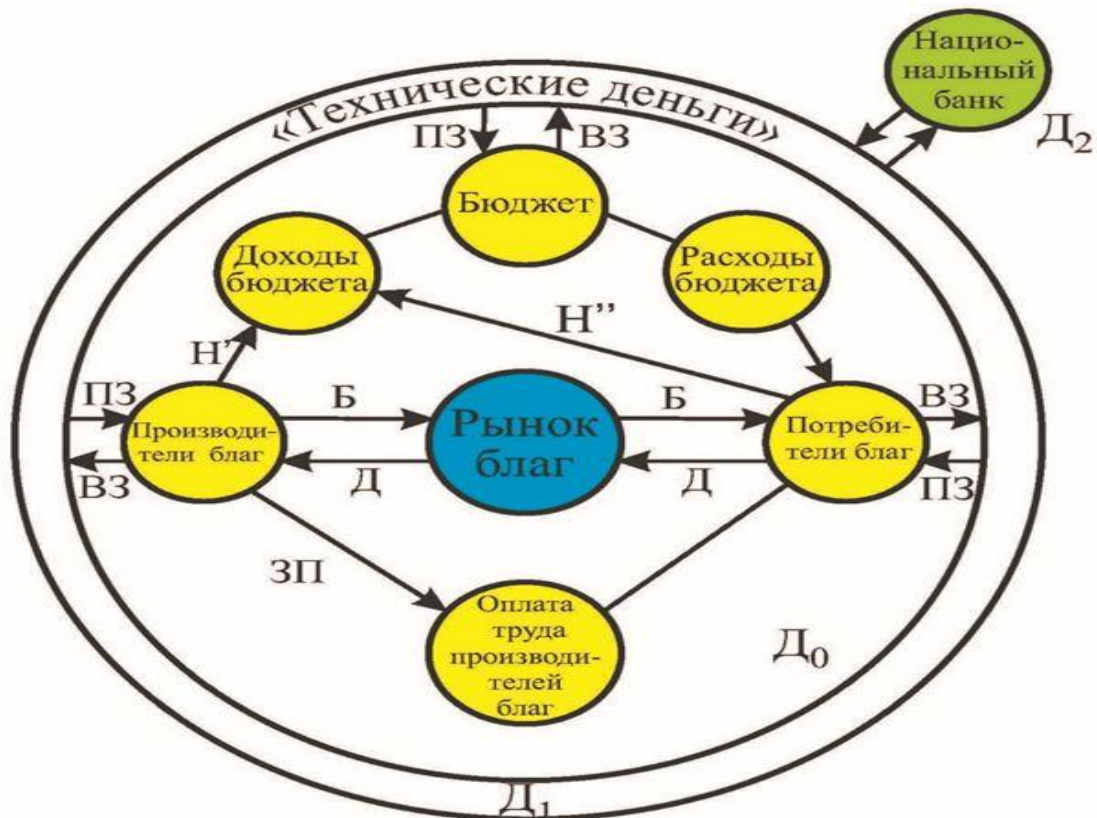 Нацио-
нальный
банк
Д₂
«Технические деньги»
ПЗ
ВЗ
Бюджет
Доходы
бюджета
Расходы
бюджета
Н'
Н''
ПЗ
Б
Б
ВЗ
Производи-
тели благ
Рынок
благ
Потреби-
тели благ
ВЗ
Д
Д
ПЗ
ЗП
Оплата
труда
производи-
телей
благ
Д₀
Д₁